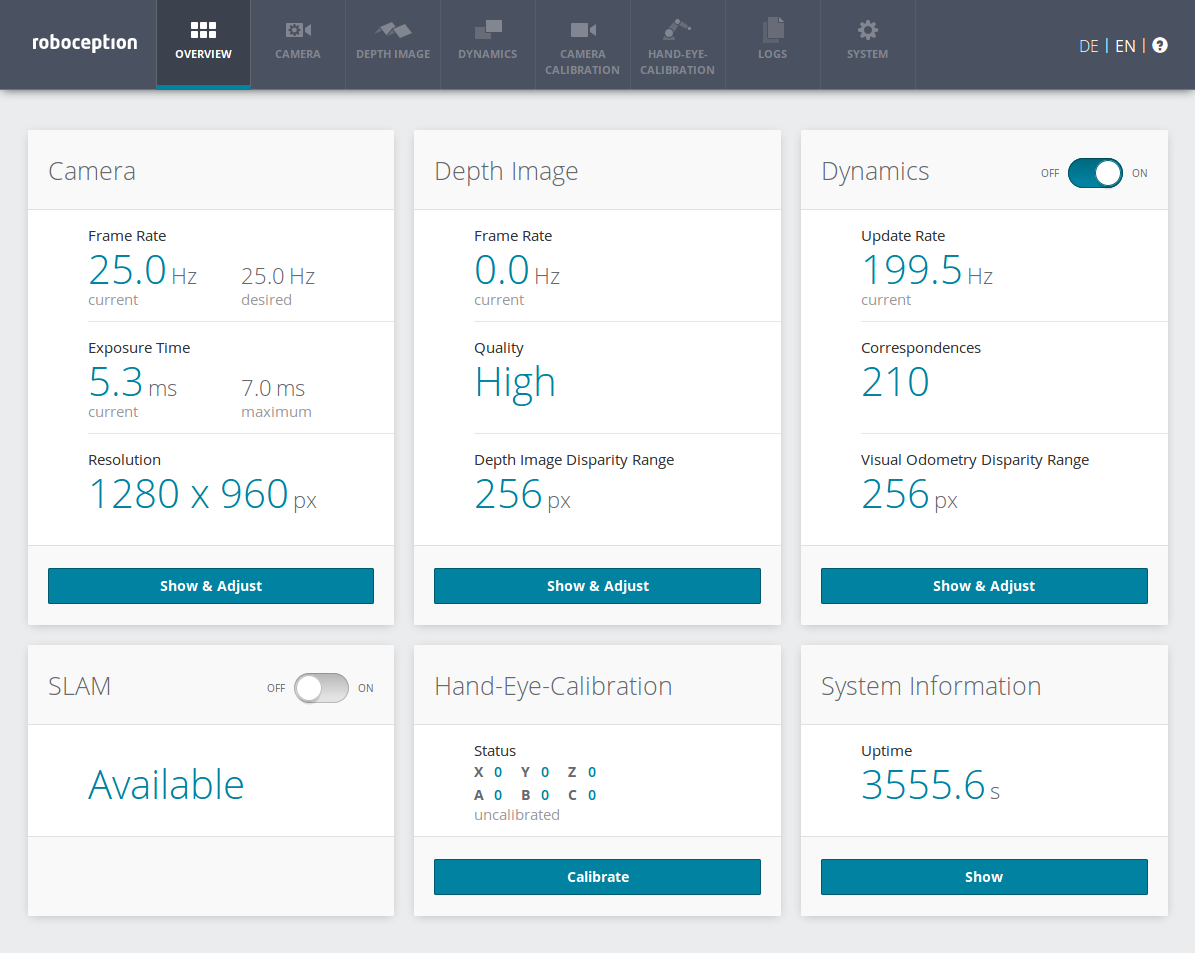 roboception
OVERVIEW
CAMERA
DEPTH IMAGE
DYNAMICS
CAMERA
CALIBRATION
HAND-EYE-
CALIBRATION
LOGS
SYSTEM
DE | EN | ?
Camera
Frame Rate
25.0 Hz 25.0 Hz
current desired
Exposure Time
5.3 ms 7.0 ms
current maximum
Resolution
1280 x 960 px
Show & Adjust
Depth Image
Frame Rate
0.0 Hz
current
Quality
High
Depth Image Disparity Range
256 px
Show & Adjust
Dynamics OFF ON
Update Rate
199.5 Hz
current
Correspondences
210
Visual Odometry Disparity Range
256 px
Show & Adjust
SLAM OFF ON
Available
Hand-Eye-Calibration
Status
X 0 Y 0 Z 0
A 0 B 0 C 0
uncalibrated
Calibrate
System Information
Uptime
3555.6 s
Show